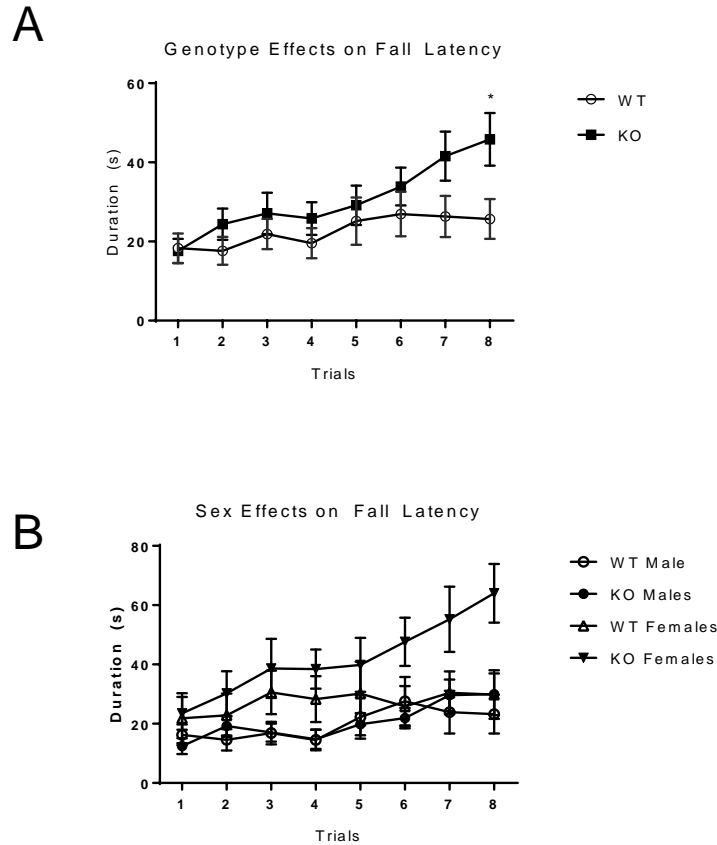 A
Genotype Effects on Fall Latency
60
40
20
0
Duration (s)
*
WT
KO
1 2 3 4 5 6 7 8
Trials
B
Sex Effects on Fall Latency
80
60
40
20
0
Duration (s)
WT Male
KO Males
WT Females
KO Females
1 2 3 4 5 6 7 8
Trials